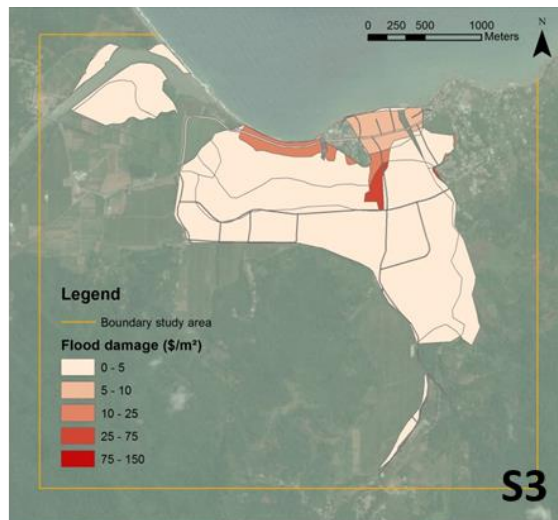 0 250 500 1000
Meters
N
Legend
Boundary study area
Flood damage ($/m²)
0 - 5
5 - 10
10 - 25
25 - 75
75 - 150
S3